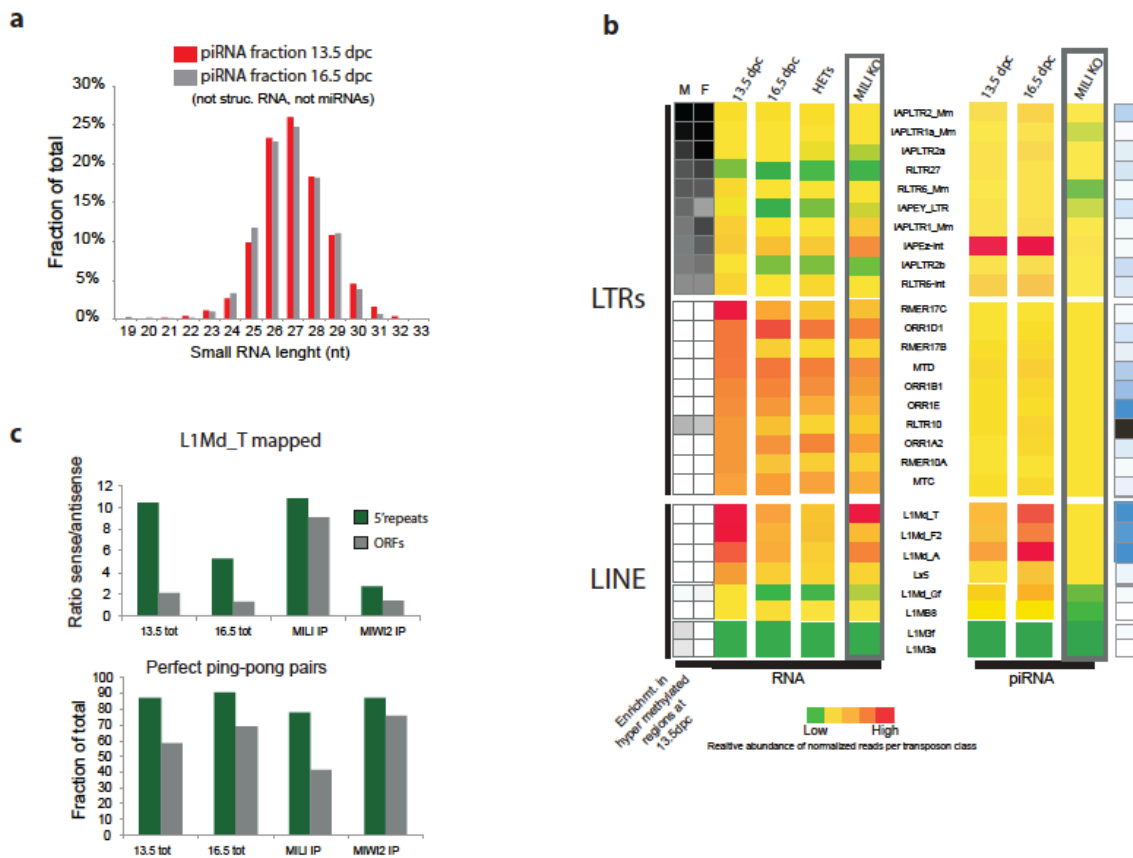 a
piRNA fraction 13.5 dpc
piRNA fraction 16.5 dpc
(not struc. RNA, not miRNAs)
30%
25%
20%
15%
10%
5%
0%
Fraction of total
19 20 21 22 23 24 25 26 27 28 29 30 31 32 33
Small RNA lenght (nt)
b
M F 13.5 dpc 16.5 dpc HETs MILI KO 13.5 dpc 16.5 dpc MILI KO
LTRs
IAPLTR2_Mm
IAPLTR1a_Mm
IAPLTR2a
RLTR27
RLTR6_Mm
IAPEY_LTR
IAPLTR1_Mm
IAPEz-int
IAPLTR2b
RLTR6-int
RMER17C
ORR1D1
RMER17B
MTD
ORR1B1
ORR1E
RLTR10
ORR1A2
RMER10A
MTC
LINE
L1Md_T
L1Md_F2
L1Md_A
Lx5
L1Md_Gf
L1MB8
L1M3f
L1M3a
Enrichmt. in
hyper methylated
regions at
13.5dpc
RNA
piRNA
Low High
Realtive abundance of normalized reads per transposon class
c
L1Md_T mapped
Ratio sense/antisense
12
10
8
6
4
2
0
5'repeats
ORFs
13.5 tot 16.5 tot MILI IP MIWI2 IP
Perfect ping-pong pairs
Fraction of total
100
90
80
70
60
50
40
30
20
10
0
13.5 tot 16.5 tot MILI IP MIWI2 IP